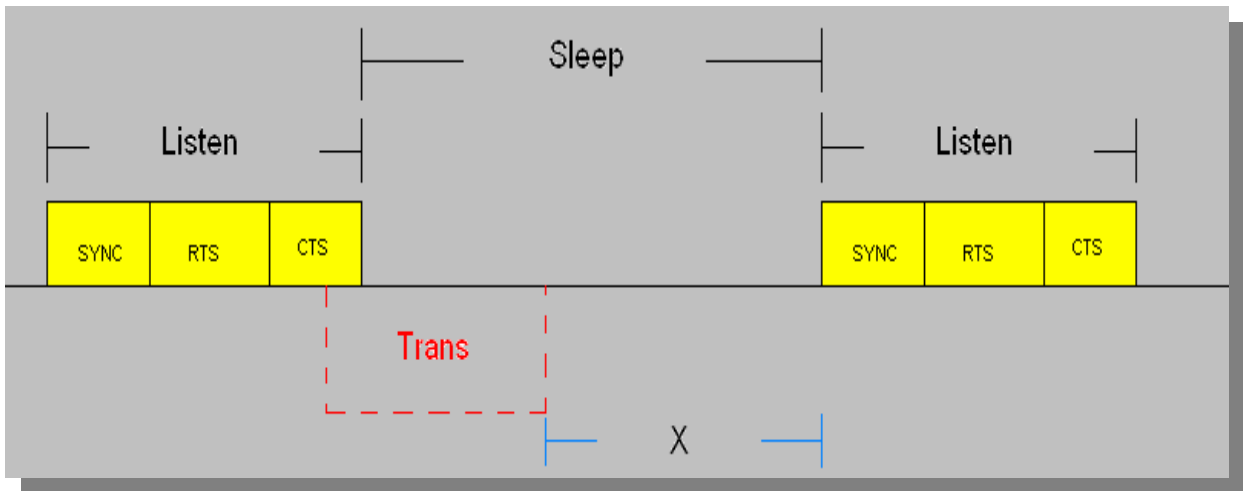 Sleep
Listen Listen
SYNC RTS CTS SYNC RTS CTS
Trans
X